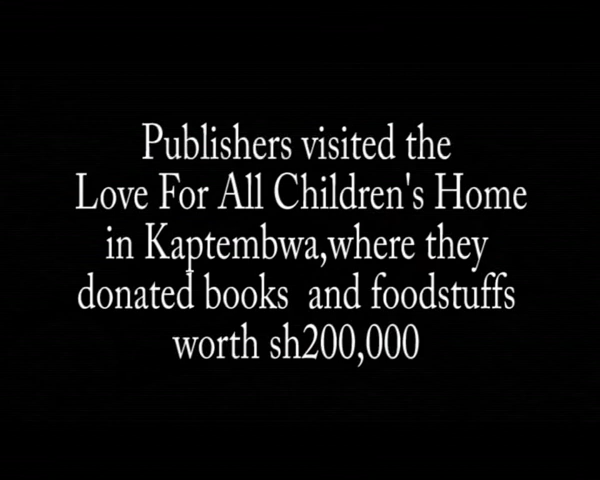 Publishers visited the
Love For All Children's Home
in Kaptembwa,where they
donated books  and foodstuffs
worth sh200,000